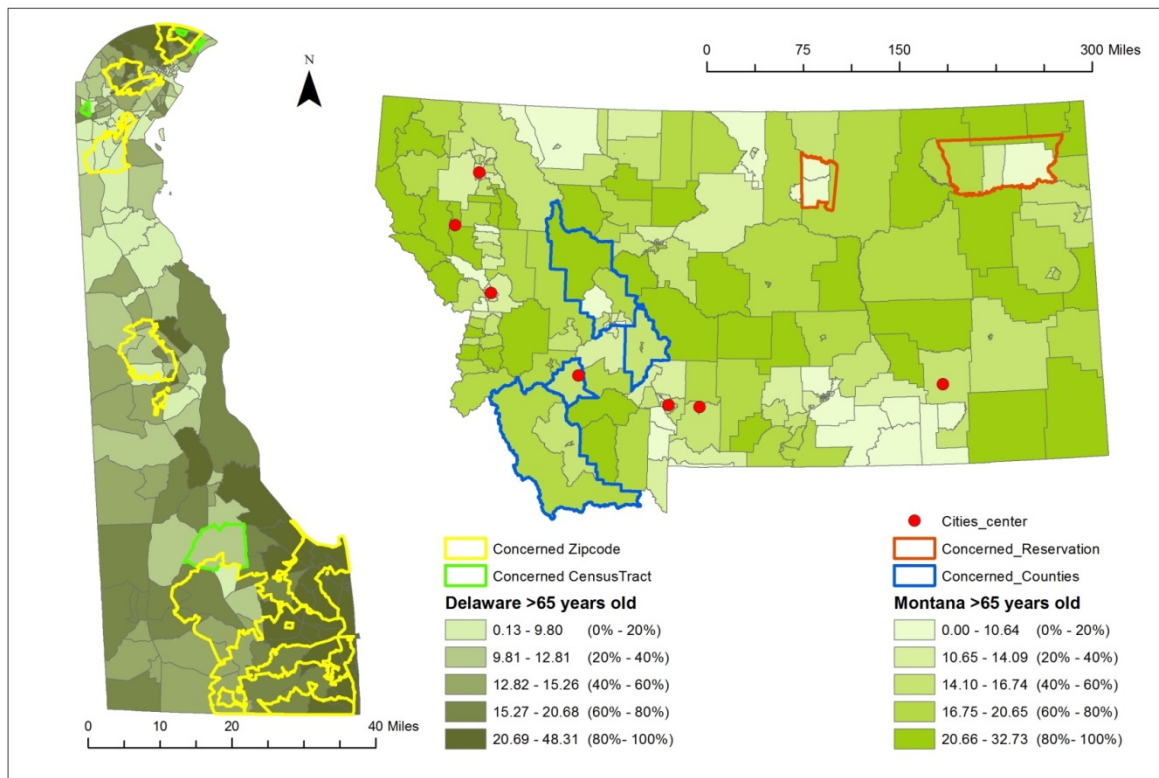 0 75 150 300 Miles
N
Concerned Zipcode
Concerned CensusTract
Delaware >65 years old
0.13 - 9.80 (0% - 20%)
9.81 - 12.81 (20% - 40%)
12.82 - 15.26 (40% - 60%)
15.27 - 20.68 (60% - 80%)
20.69 - 48.31 (80%- 100%)
Cities_center
Concerned_Reservation
Concerned_Counties
Montana >65 years old
0.00 - 10.64 (0% - 20%)
10.65 - 14.09 (20% - 40%)
14.10 - 16.74 (40% - 60%)
16.75 - 20.65 (60% - 80%)
20.66 - 32.73 (80%- 100%)
0 20 40 Miles